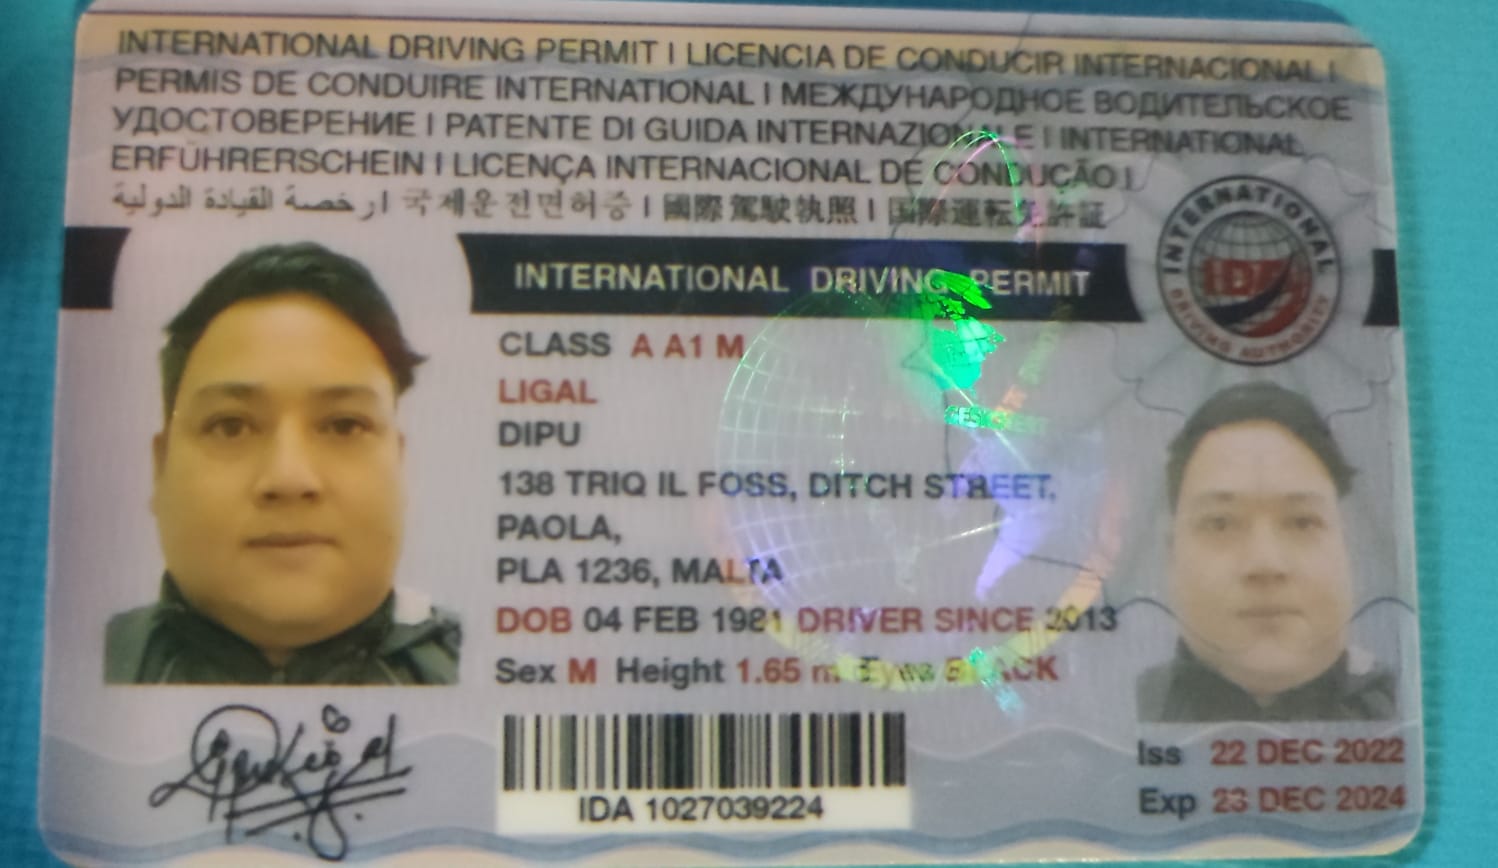 INTERNATIONAL DRIVING PERMIT I LICENCIA DE CONDUCIR INTERNACIONAL I
PERMIS DE CONDUIRE INTERNATIONAL I МЕЖДУНАРОДНОЕ ВОДИТЕЛЬСКОЕ
УДОСТОВЕРЕНИЕ I PATENTE DI GUIDA INTERNAZIONALE I INTERNATIONAL
ERFÜHRERSCHEIN I LICENÇA INTERNACIONAL DE CONDUÇÃO I
رخصة القيادة الدولية I 국제운전면허증 I 國際駕駛執照 I 国際運転免許証
INTERNATIONAL DRIVING PERMIT
INTERNATIONAL
IDA
DRIVING AUTHORITY
CLASS A A1 M
LIGAL
DIPU
138 TRIQ IL FOSS, DITCH STREET,
PAOLA,
PLA 1236, MALTA
DOB 04 FEB 1981 DRIVER SINCE 2013
Sex M Height 1.65 m Eyes BLACK
IDA 1027039224
Iss 22 DEC 2022
Exp 23 DEC 2024